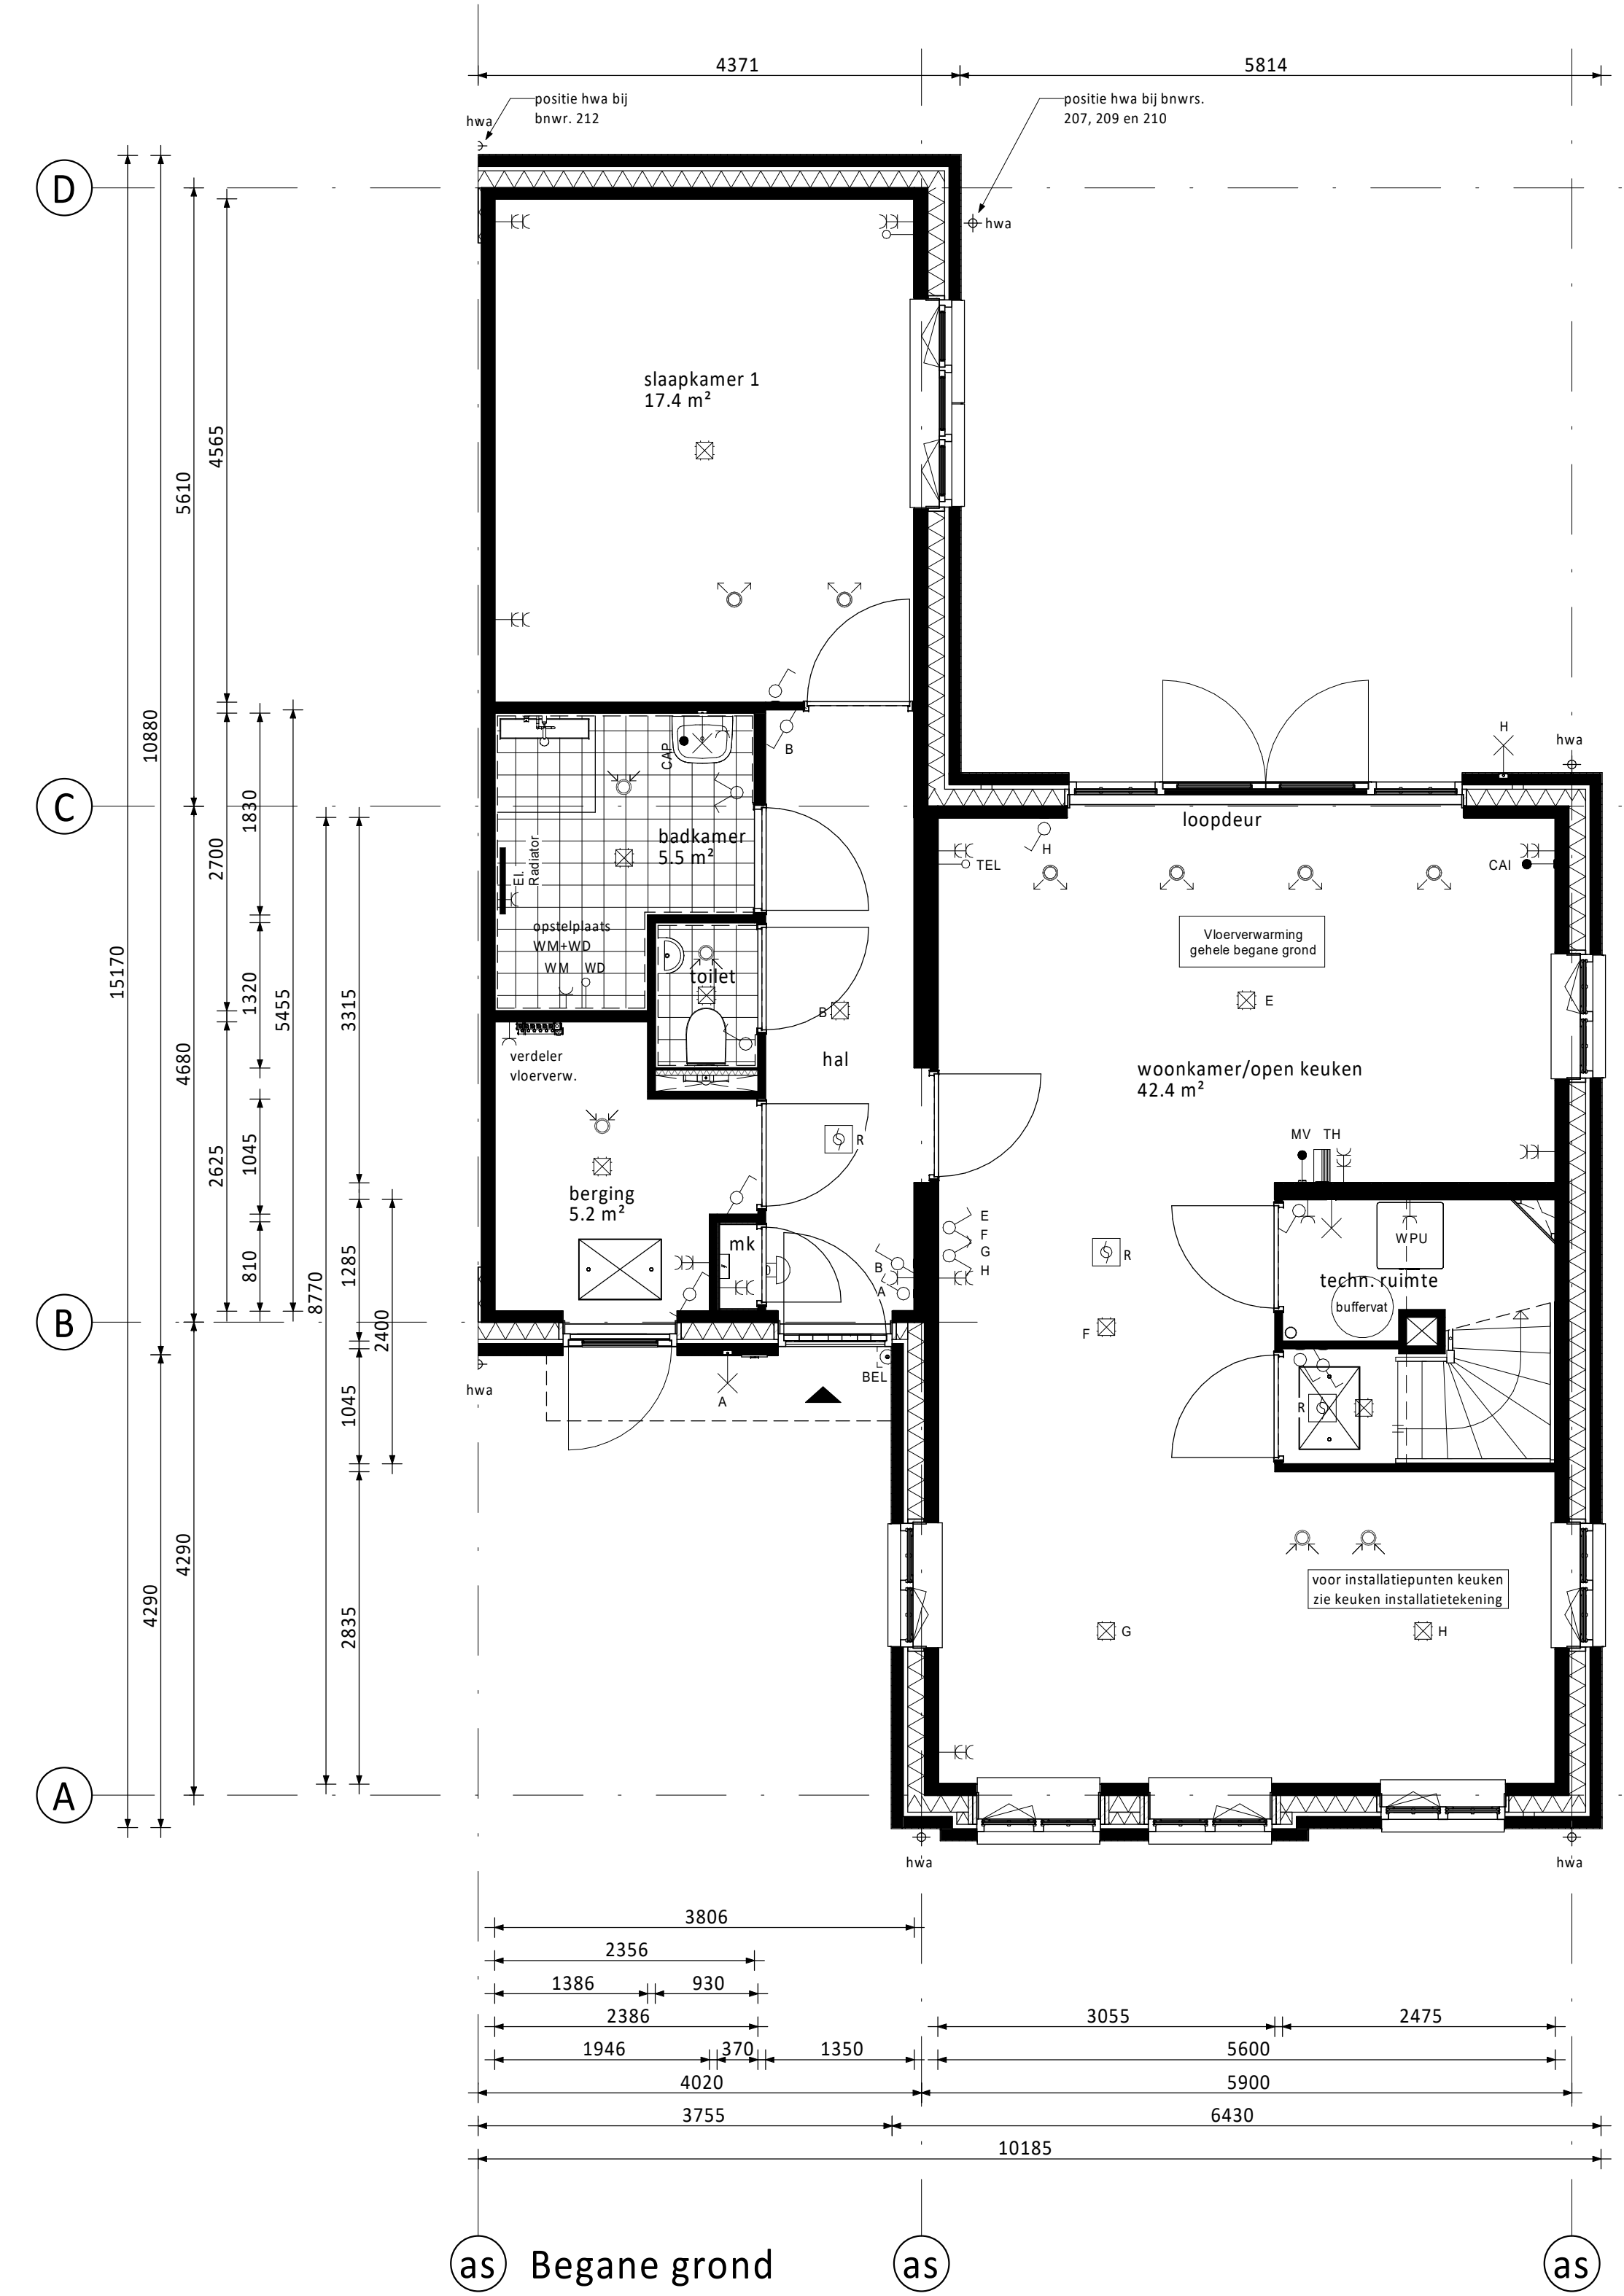 4371
5814
positie hwa bij
bnwr. 212
positie hwa bij bnwrs.
207, 209 en 210
hwa
D
hwa
slaapkamer 1
17.4 m²
4565
5610
10880
15170
B
H
hwa
CAP
C
1830
2700
badkamer
5.5 m²
El.
Radiator
loopdeur
H
TEL
CAI
opstelplaats
WM+WD
WM
WD
toilet
Vloerverwarming
gehele begane grond
E
1320
5455
3315
B
hal
verdeler
vloerverw.
woonkamer/open keuken
42.4 m²
4680
2625
1045
R
MV
TH
berging
5.2 m²
E
F
G
H
mk
R
WPU
techn. ruimte
buffervat
810
1285
8770
2400
B
A
B
F
hwa
A
BEL
R
1045
4290
4290
2835
voor installatiepunten keuken
zie keuken installatietekening
G
H
A
hwa
hwa
3806
2356
1386
930
2386
3055
2475
1946
370
1350
5600
4020
5900
3755
6430
10185
as
Begane grond
as
as